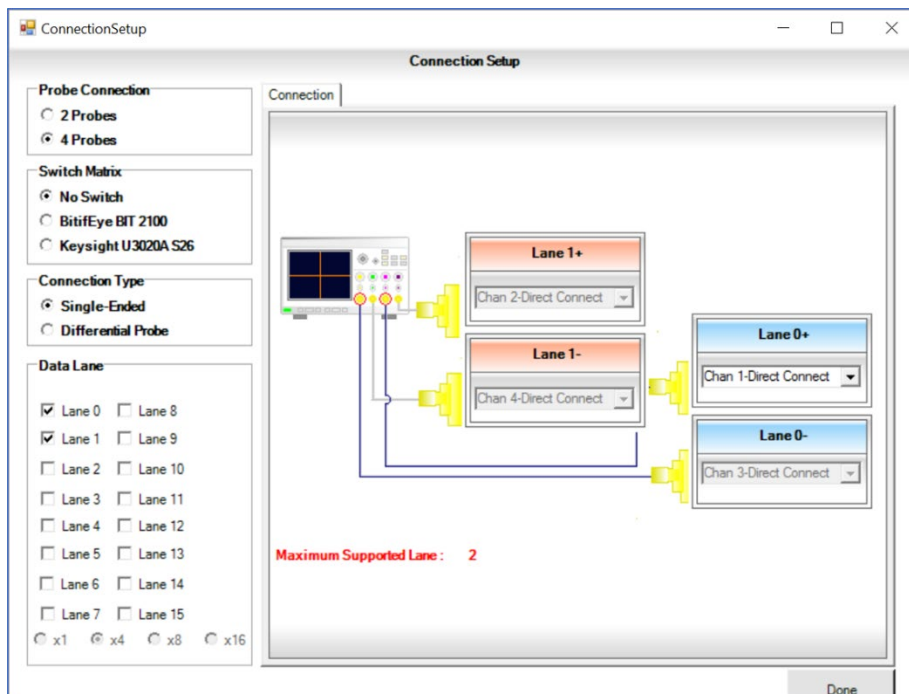 ConnectionSetup
Connection Setup
Probe Connection
2 Probes
4 Probes
Switch Matrix
No Switch
BitifEye BIT 2100
Keysight U3020A S26
Connection Type
Single-Ended
Differential Probe
Data Lane
Lane 0 Lane 8
Lane 1 Lane 9
Lane 2 Lane 10
Lane 3 Lane 11
Lane 4 Lane 12
Lane 5 Lane 13
Lane 6 Lane 14
Lane 7 Lane 15
x1 x4 x8 x16
Connection
Lane 1+
Chan 2-Direct Connect
Lane 1-
Chan 4-Direct Connect
Lane 0+
Chan 1-Direct Connect
Lane 0-
Chan 3-Direct Connect
Maximum Supported Lane : 2
Done